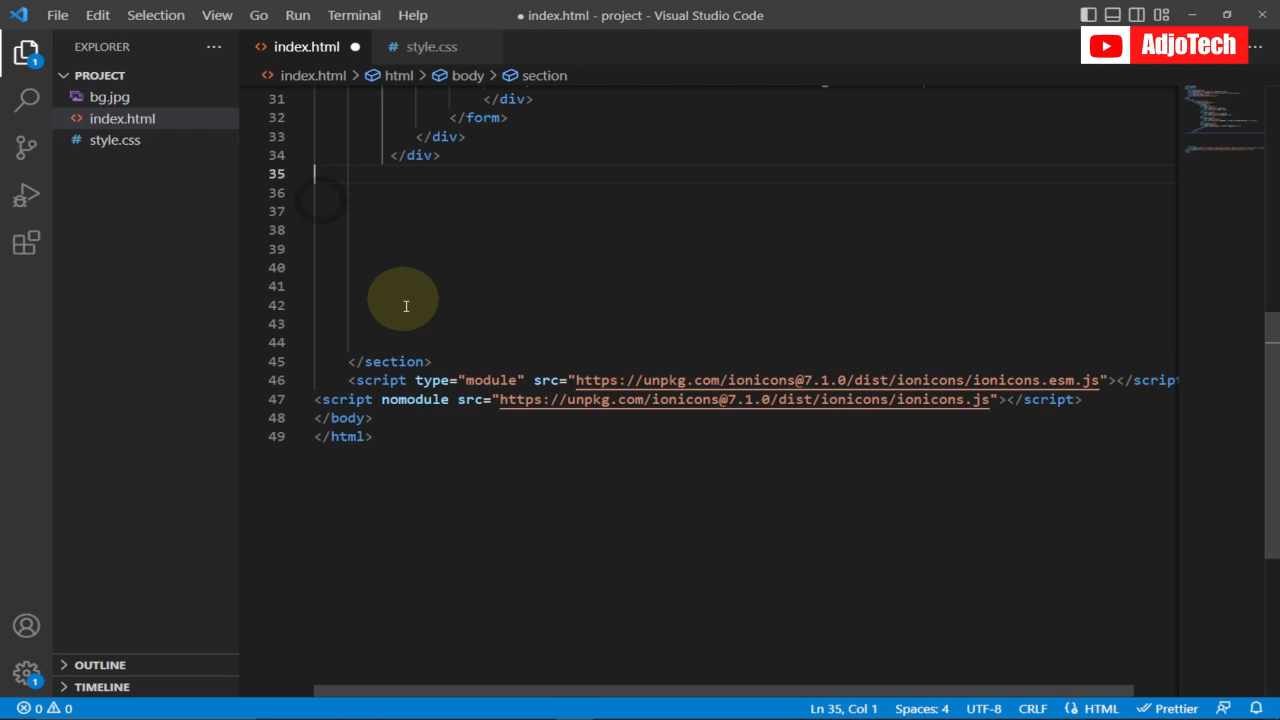 File Edit Selection View Go Run Terminal Help
● index.html - project - Visual Studio Code
EXPLORER
index.html
style.css
AdjoTech
PROJECT
index.html > html > body > section
bg.jpg
index.html
style.css
31 </div>
32 </form>
33 </div>
34 </div>
35
36
37
38
39
40
41
42
43
44
45 </section>
46 <script type="module" src="https://unpkg.com/ionicons@7.1.0/dist/ionicons/ionicons.esm.js"></script
47 <script nomodule src="https://unpkg.com/ionicons@7.1.0/dist/ionicons/ionicons.js"></script>
48 </body>
49 </html>
1
1
OUTLINE
TIMELINE
0 0
Ln 35, Col 1 Spaces: 4 UTF-8 CRLF HTML Prettier